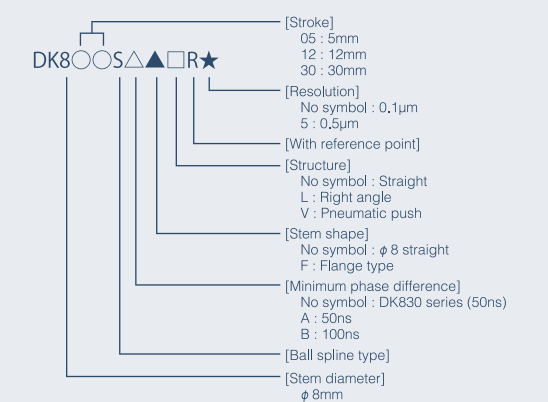 DK8○○S△▲□R★
[Stroke]
05 : 5mm
12 : 12mm
30 : 30mm
[Resolution]
No symbol : 0.1μm
5 : 0.5μm
[With reference point]
[Structure]
No symbol : Straight
L : Right angle
V : Pneumatic push
[Stem shape]
No symbol : ϕ8 straight
F : Flange type
[Minimum phase difference]
No symbol : DK830 series (50ns)
A : 50ns
B : 100ns
[Ball spline type]
[Stem diameter]
ϕ8mm